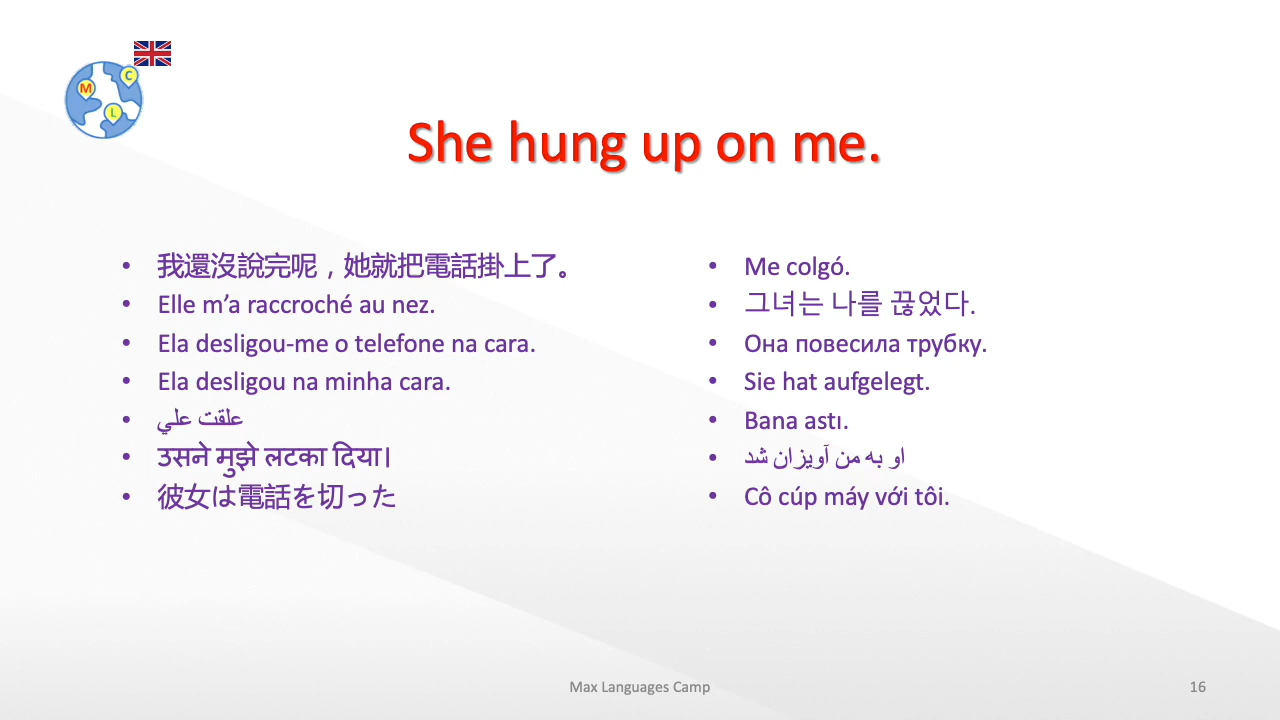 M
C
L
She hung up on me.
• 我還沒說完呢，她就把電話掛上了。
• Elle m’a raccroché au nez.
• Ela desligou-me o telefone na cara.
• Ela desligou na minha cara.
• علقت علي
• उसने मुझे लटका दिया।
• 彼女は電話を切った
• Me colgó.
• 그녀는 나를 끊었다.
• Она повесила трубку.
• Sie hat aufgelegt.
• Bana astı.
• او به من آویزان شد
• Cô cúp máy với tôi.
Max Languages Camp
16